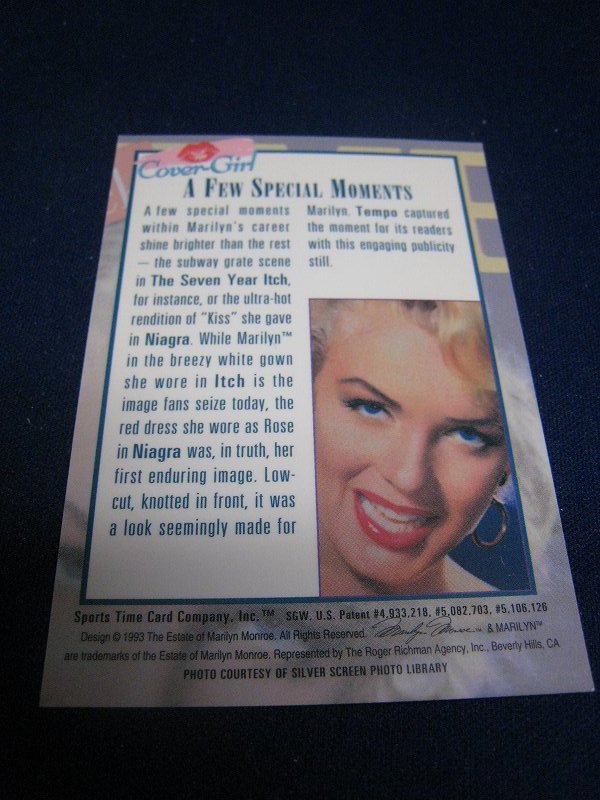 Cover Girl
A FEW SPECIAL MOMENTS
A few special moments
within Marilyn's career
shine brighter than the rest
— the subway grate scene
in The Seven Year Itch,
for instance, or the ultra-hot
rendition of "Kiss" she gave
in Niagra. While Marilyn™
in the breezy white gown
she wore in Itch is the
image fans seize today, the
red dress she wore as Rose
in Niagra was, in truth, her
first enduring image. Low-
cut, knotted in front, it was
a look seemingly made for
Marilyn. Tempo captured
the moment for its readers
with this engaging publicity
still.
Sports Time Card Company, Inc.™ SGW. U.S. Patent #4,933,218, #5,082,703, #5,106,126
Design © 1993 The Estate of Marilyn Monroe. All Rights Reserved. Marilyn Monroe™ & MARILYN™
are trademarks of the Estate of Marilyn Monroe. Represented by The Roger Richman Agency, Inc., Beverly Hills, CA
PHOTO COURTESY OF SILVER SCREEN PHOTO LIBRARY